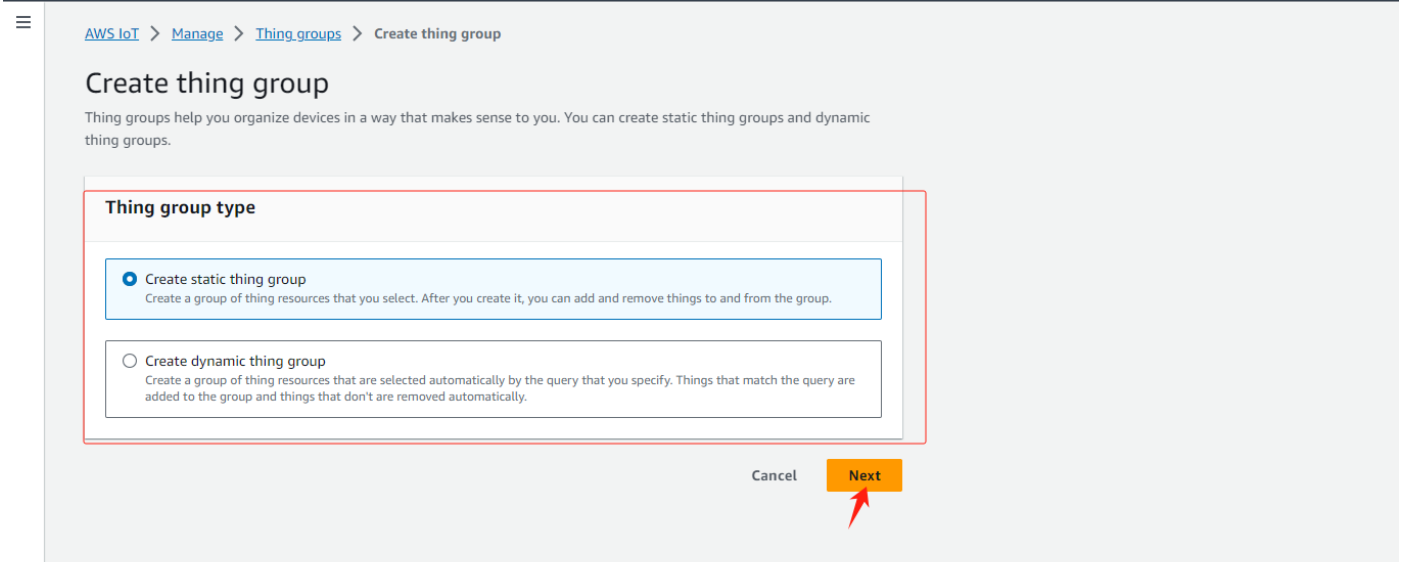 AWS IoT > Manage > Thing groups > Create thing group
Create thing group
Thing groups help you organize devices in a way that makes sense to you. You can create static thing groups and dynamic
thing groups.
Thing group type
Create static thing group
Create a group of thing resources that you select. After you create it, you can add and remove things to and from the group.
Create dynamic thing group
Create a group of thing resources that are selected automatically by the query that you specify. Things that match the query are
added to the group and things that don't are removed automatically.
Cancel Next